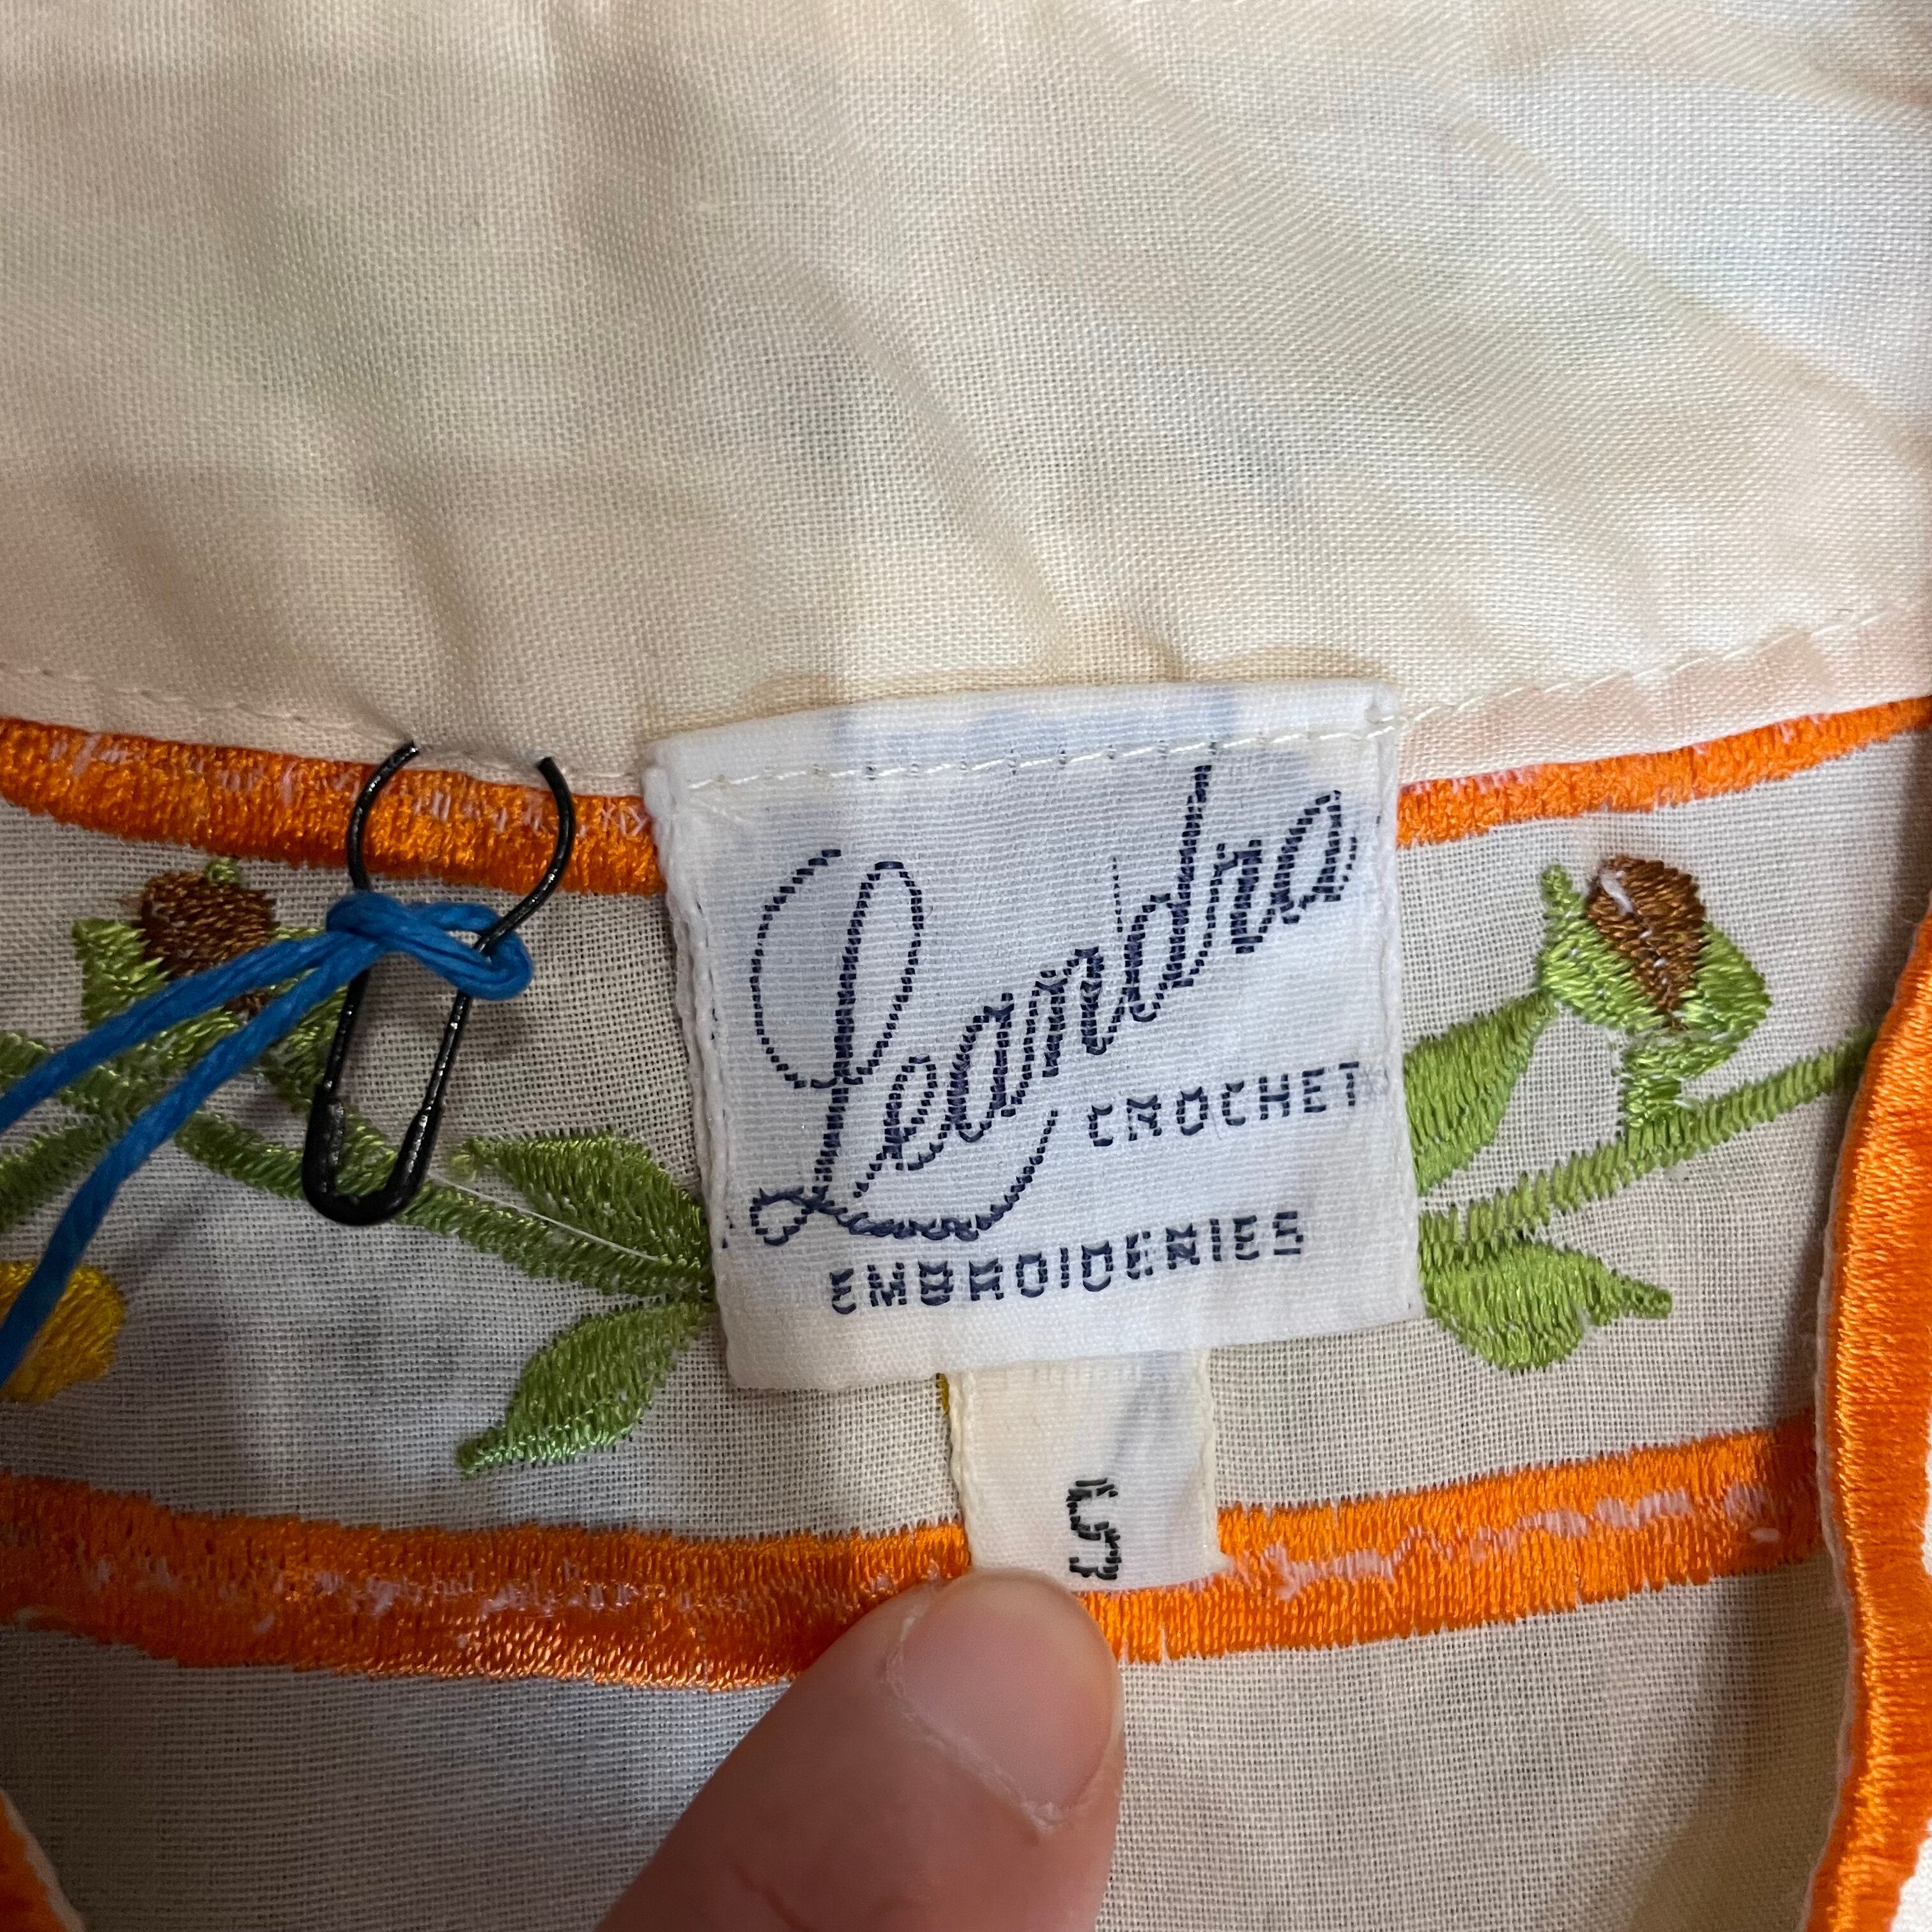 Leandra
CROCHET
EMBROIDERIES
S